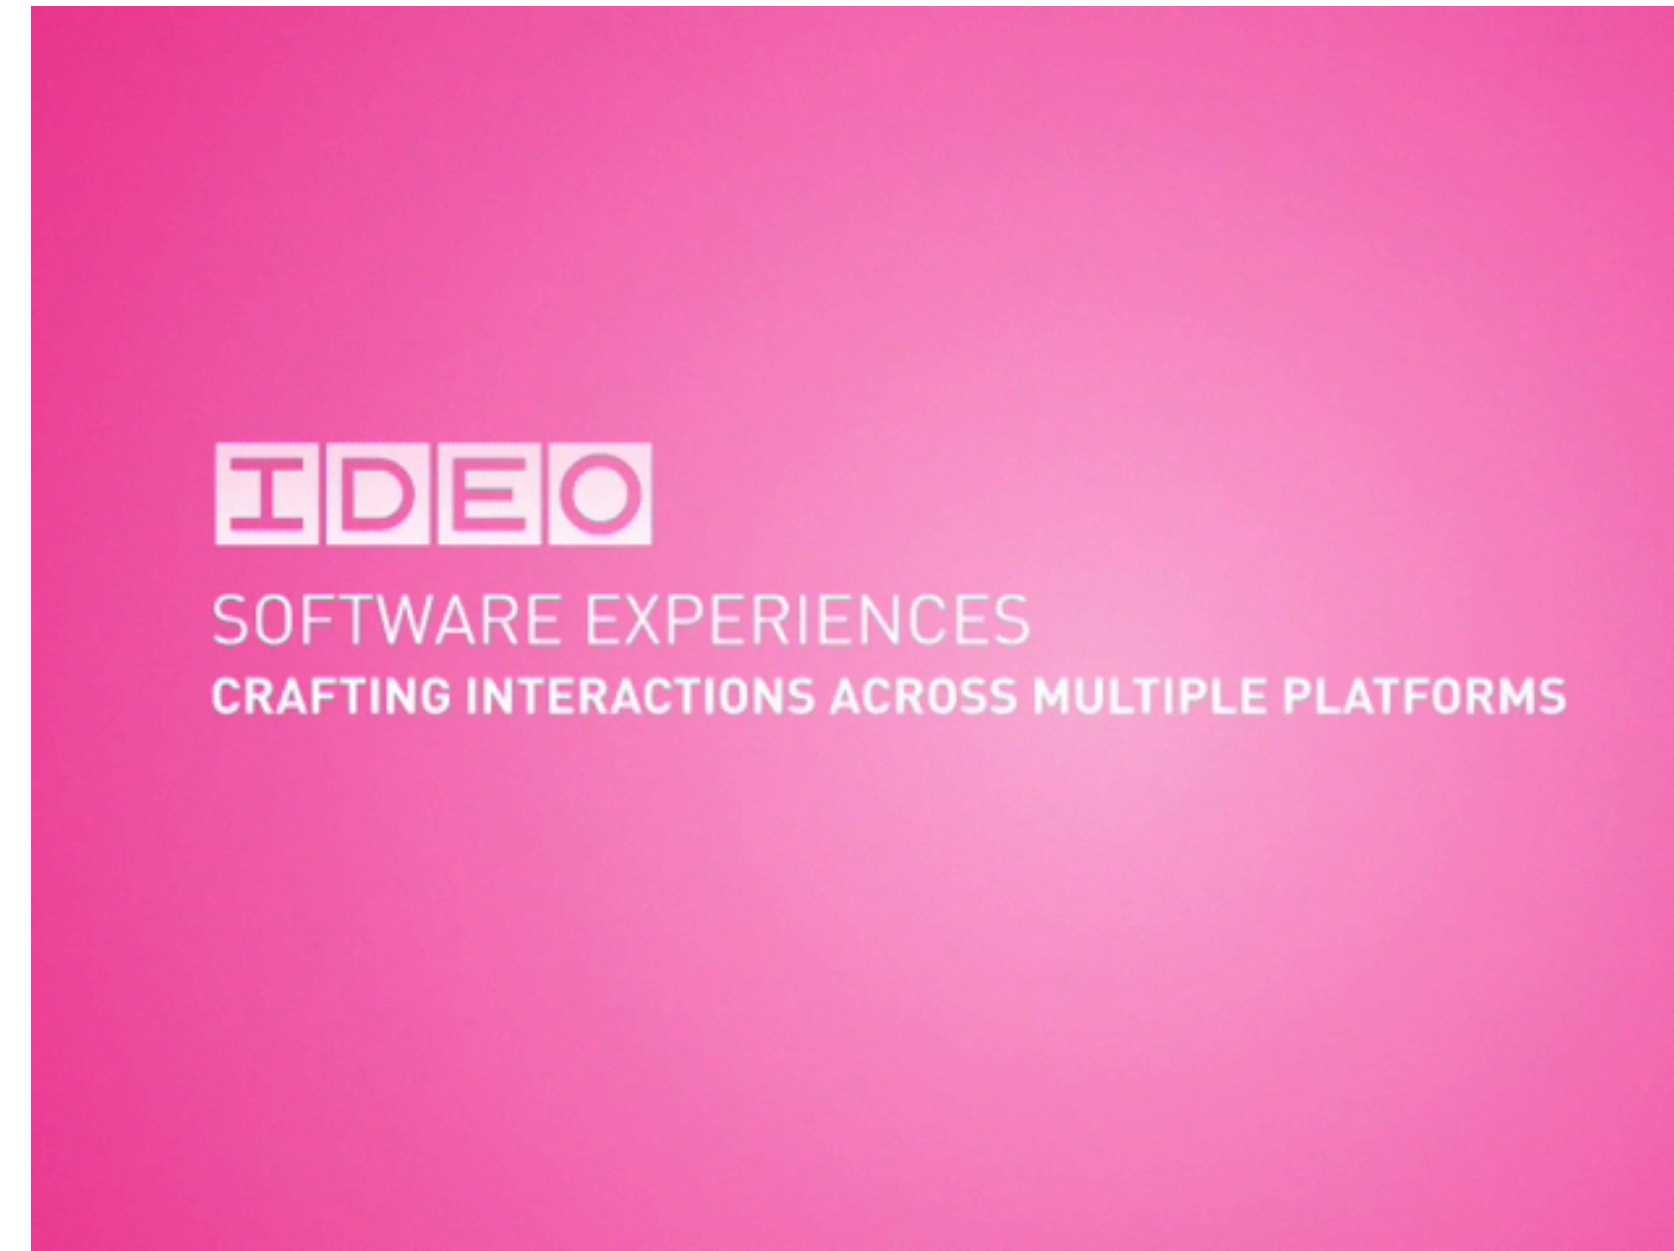 IDEO
SOFTWARE EXPERIENCES
CRAFTING INTERACTIONS ACROSS MULTIPLE PLATFORMS